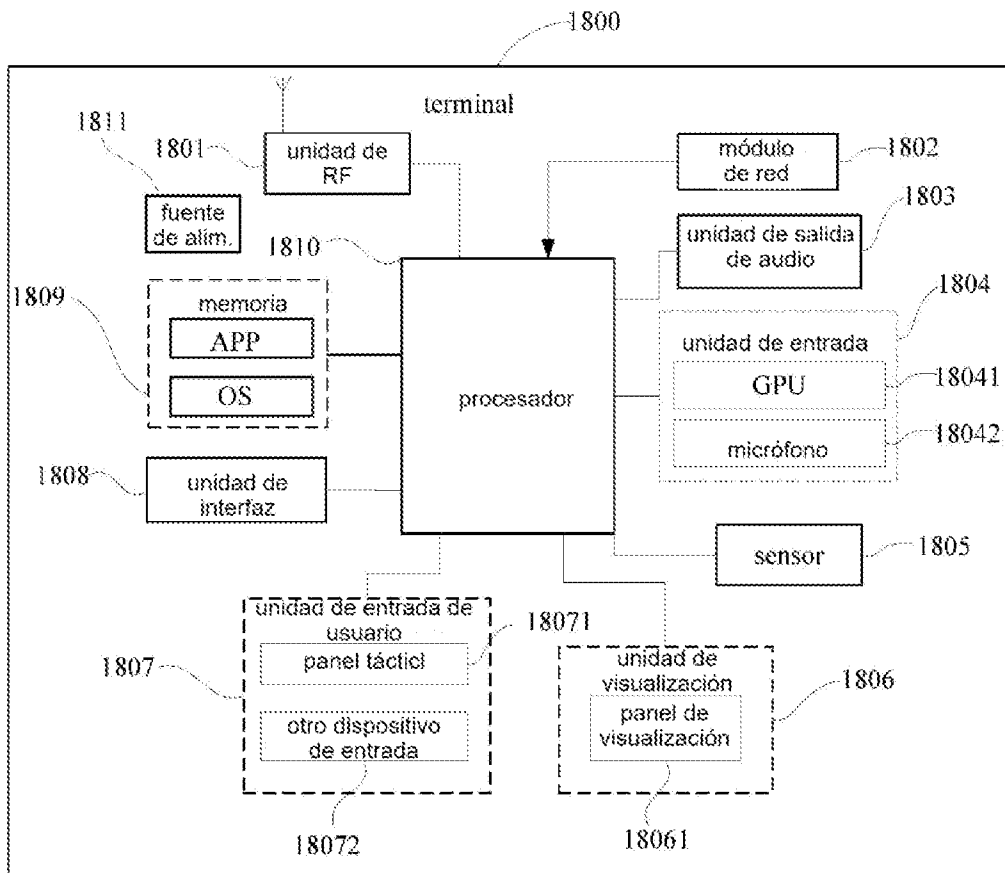 1800
terminal
1811
1801
unidad de
RF
módulo
de red
1802
fuente
de alim.
1810
unidad de salida
de audio
1803
1809
memoria
APP
OS
procesador
1804
unidad de entrada
GPU
18041
micrófono
18042
1808
unidad de
interfaz
sensor
1805
unidad de entrada de
usuario
18071
panel tácticl
1807
otro dispositivo
de entrada
18072
unidad de
visualización
1806
panel de
visualización
18061